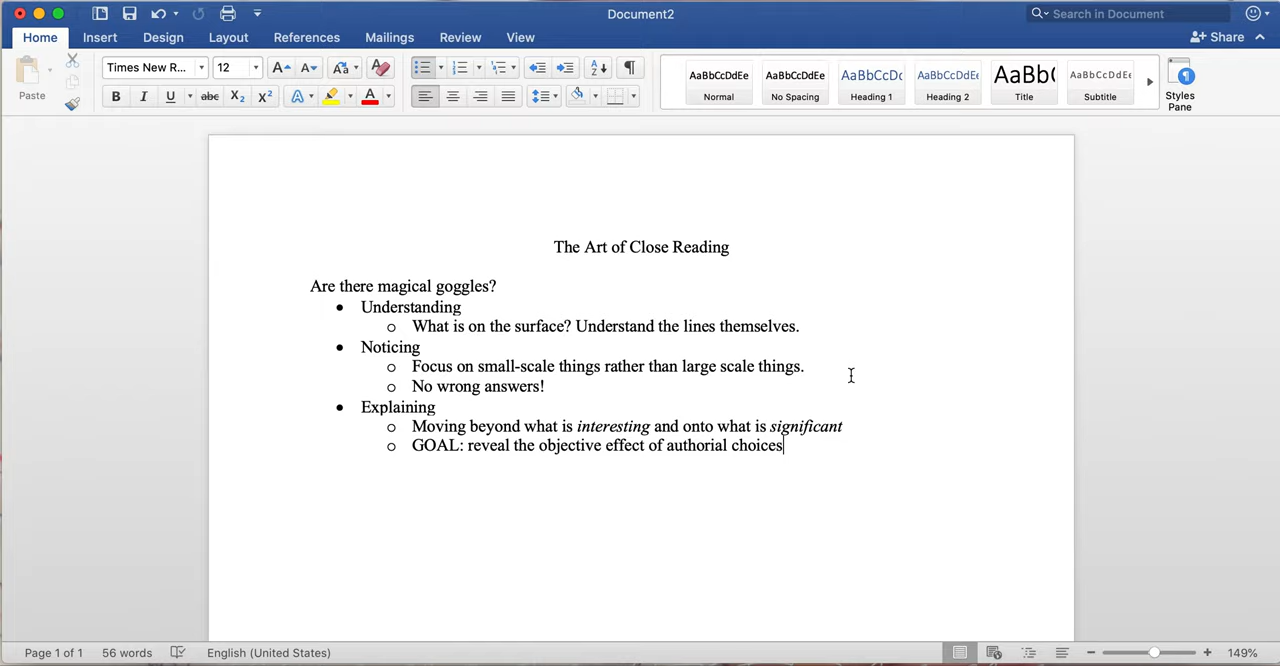 Document2
Search in Document
Home Insert Design Layout References Mailings Review View Share
Paste
Times New R... 12
B I U abc X2 X2 A A
AaBbCcDdEe AaBbCcDdEe AaBbCcDc AaBbCcDdEe AaBb( AaBbCcDdEe
Normal No Spacing Heading 1 Heading 2 Title Subtitle
Styles
Pane
The Art of Close Reading
Are there magical goggles?
• Understanding
o What is on the surface? Understand the lines themselves.
• Noticing
o Focus on small-scale things rather than large scale things.
o No wrong answers!
• Explaining
o Moving beyond what is interesting and onto what is significant
o GOAL: reveal the objective effect of authorial choices
Page 1 of 1 56 words English (United States) 149%